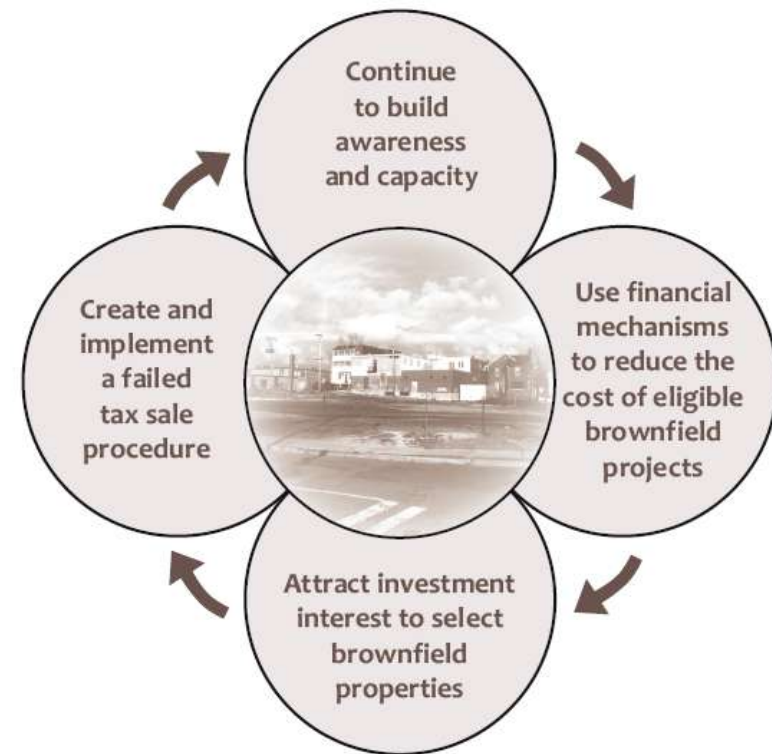 Continue
to build
awareness
and capacity
Use financial
mechanisms
to reduce the
cost of eligible
brownfield
projects
Attract investment
interest to select
brownfield
properties
Create and
implement
a failed
tax sale
procedure